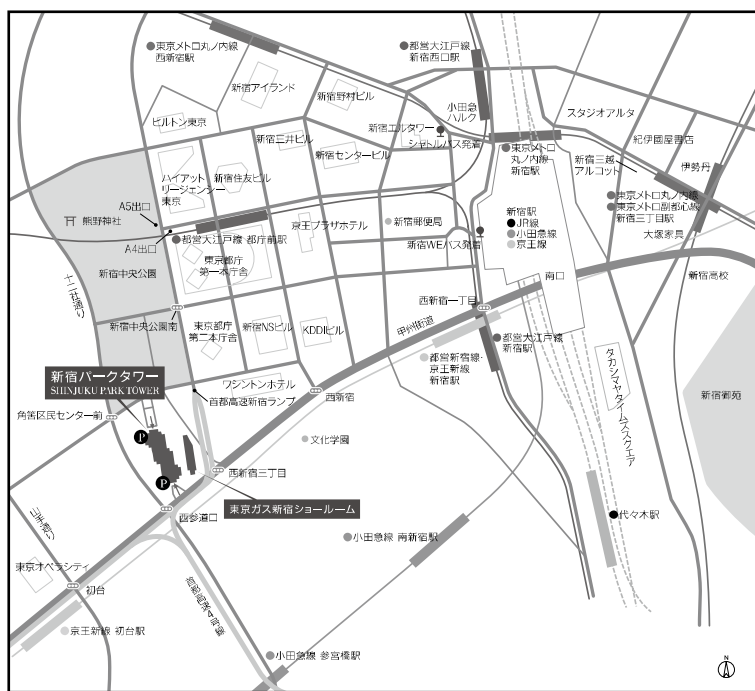 東京メトロ丸ノ内線
西新宿駅
都営大江戸線
新宿西口駅
新宿アイランド
新宿野村ビル
小田急
ハルク
スタジオアルタ
ヒルトン東京
新宿三井ビル
新宿エルタワー
シャトルバス発着
東京メトロ
丸ノ内線
新宿駅
紀伊國屋書店
新宿センタービル
新宿三越
アルコット
伊勢丹
ハイアット
リージェンシー
東京
新宿住友ビル
東京メトロ丸ノ内線
東京メトロ副都心線
新宿三丁目駅
A5出口
熊野神社
A4出口
都営大江戸線・都庁前駅
京王プラザホテル
新宿郵便局
新宿WEバス発着
新宿駅
JR線
小田急線
京王線
大塚家具
東京都庁
第一本庁舎
新宿中央公園
十二社通り
南口
新宿高校
西新宿一丁目
甲州街道
新宿中央公園南
東京都庁
第二本庁舎
新宿NSビル
KDDIビル
都営大江戸線
新宿駅
都営新宿線・
京王新線
新宿駅
タカシマヤタイムズスクエア
新宿御苑
新宿パークタワー
SHINJUKU PARK TOWER
ワシントンホテル
首都高速新宿ランプ
西新宿
角筈区民センター前
P
文化学園
P
西新宿三丁目
東京ガス新宿ショールーム
西参道口
山手通り
代々木駅
小田急線 南新宿駅
東京オペラシティ
初台
首都高速4号線
京王新線 初台駅
小田急線 参宮橋駅
N